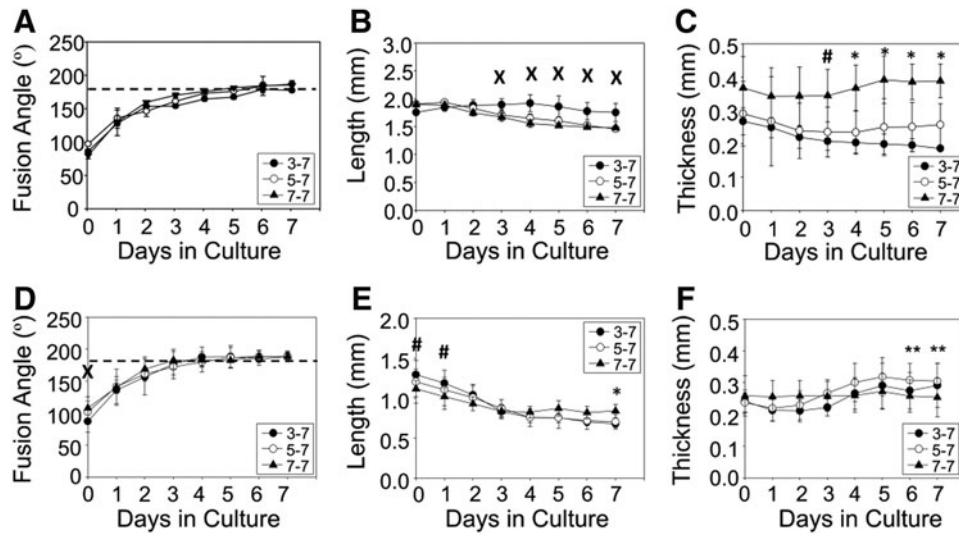 A
Fusion Angle (º)
250
200
150
100
50
0
3-7
5-7
7-7
0 1 2 3 4 5 6 7
Days in Culture
B
Length (mm)
3.0
2.5
2.0
1.5
1.0
0.5
0.0
X X X X X
3-7
5-7
7-7
0 1 2 3 4 5 6 7
Days in Culture
C
Thickness (mm)
0.5
0.4
0.3
0.2
0.1
0.0
# * * * *
3-7
5-7
7-7
0 1 2 3 4 5 6 7
Days in Culture
D
Fusion Angle (º)
250
200
150
100
50
0
X
3-7
5-7
7-7
0 1 2 3 4 5 6 7
Days in Culture
E
Length (mm)
2.0
1.5
1.0
0.5
0.0
# # *
3-7
5-7
7-7
0 1 2 3 4 5 6 7
Days in Culture
F
Thickness (mm)
0.5
0.4
0.3
0.2
0.1
0.0
** **
3-7
5-7
7-7
0 1 2 3 4 5 6 7
Days in Culture